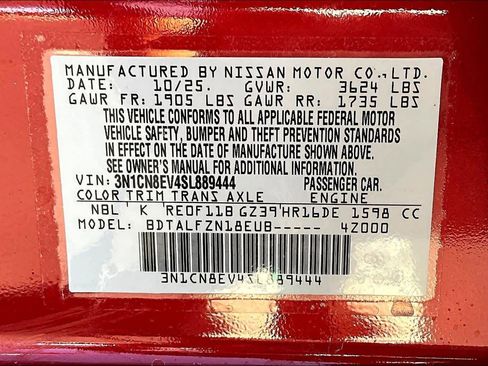 MANUFACTURED BY NISSAN MOTOR CO., LTD.
DATE: 10/25. GVWR: 3624 LBS
GAWR FR: 1905 LBS GAWR RR: 1735 LBS
THIS VEHICLE CONFORMS TO ALL APPLICABLE FEDERAL MOTOR
VEHICLE SAFETY, BUMPER AND THEFT PREVENTION STANDARDS
IN EFFECT ON THE DATE OF MANUFACTURE SHOWN ABOVE.
SEE OWNER'S MANUAL FOR ADDITIONAL INFORMATION.
VIN: 3N1CN8EV4SL889444 PASSENGER CAR.
COLOR TRIM TRANS AXLE ENGINE
NBL K RE0F11B GZ39 HR16DE 1598 CC
MODEL: BDTALFZN18EUB----- 4Z000
3N1CN8EV4SL889444